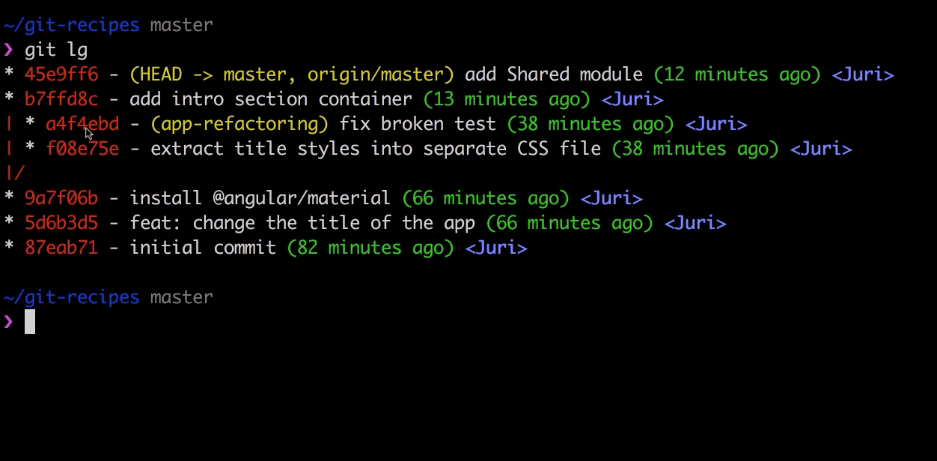 ~/git-recipes master
❯ git lg
* 45e9ff6 - (HEAD -> master, origin/master) add Shared module (12 minutes ago) <Juri>
* b7ffd8c - add intro section container (13 minutes ago) <Juri>
| * a4f4ebd - (app-refactoring) fix broken test (38 minutes ago) <Juri>
| * f08e75e - extract title styles into separate CSS file (38 minutes ago) <Juri>
|/
* 9a7f06b - install @angular/material (66 minutes ago) <Juri>
* 5d6b3d5 - feat: change the title of the app (66 minutes ago) <Juri>
* 87eab71 - initial commit (82 minutes ago) <Juri>
~/git-recipes master
❯